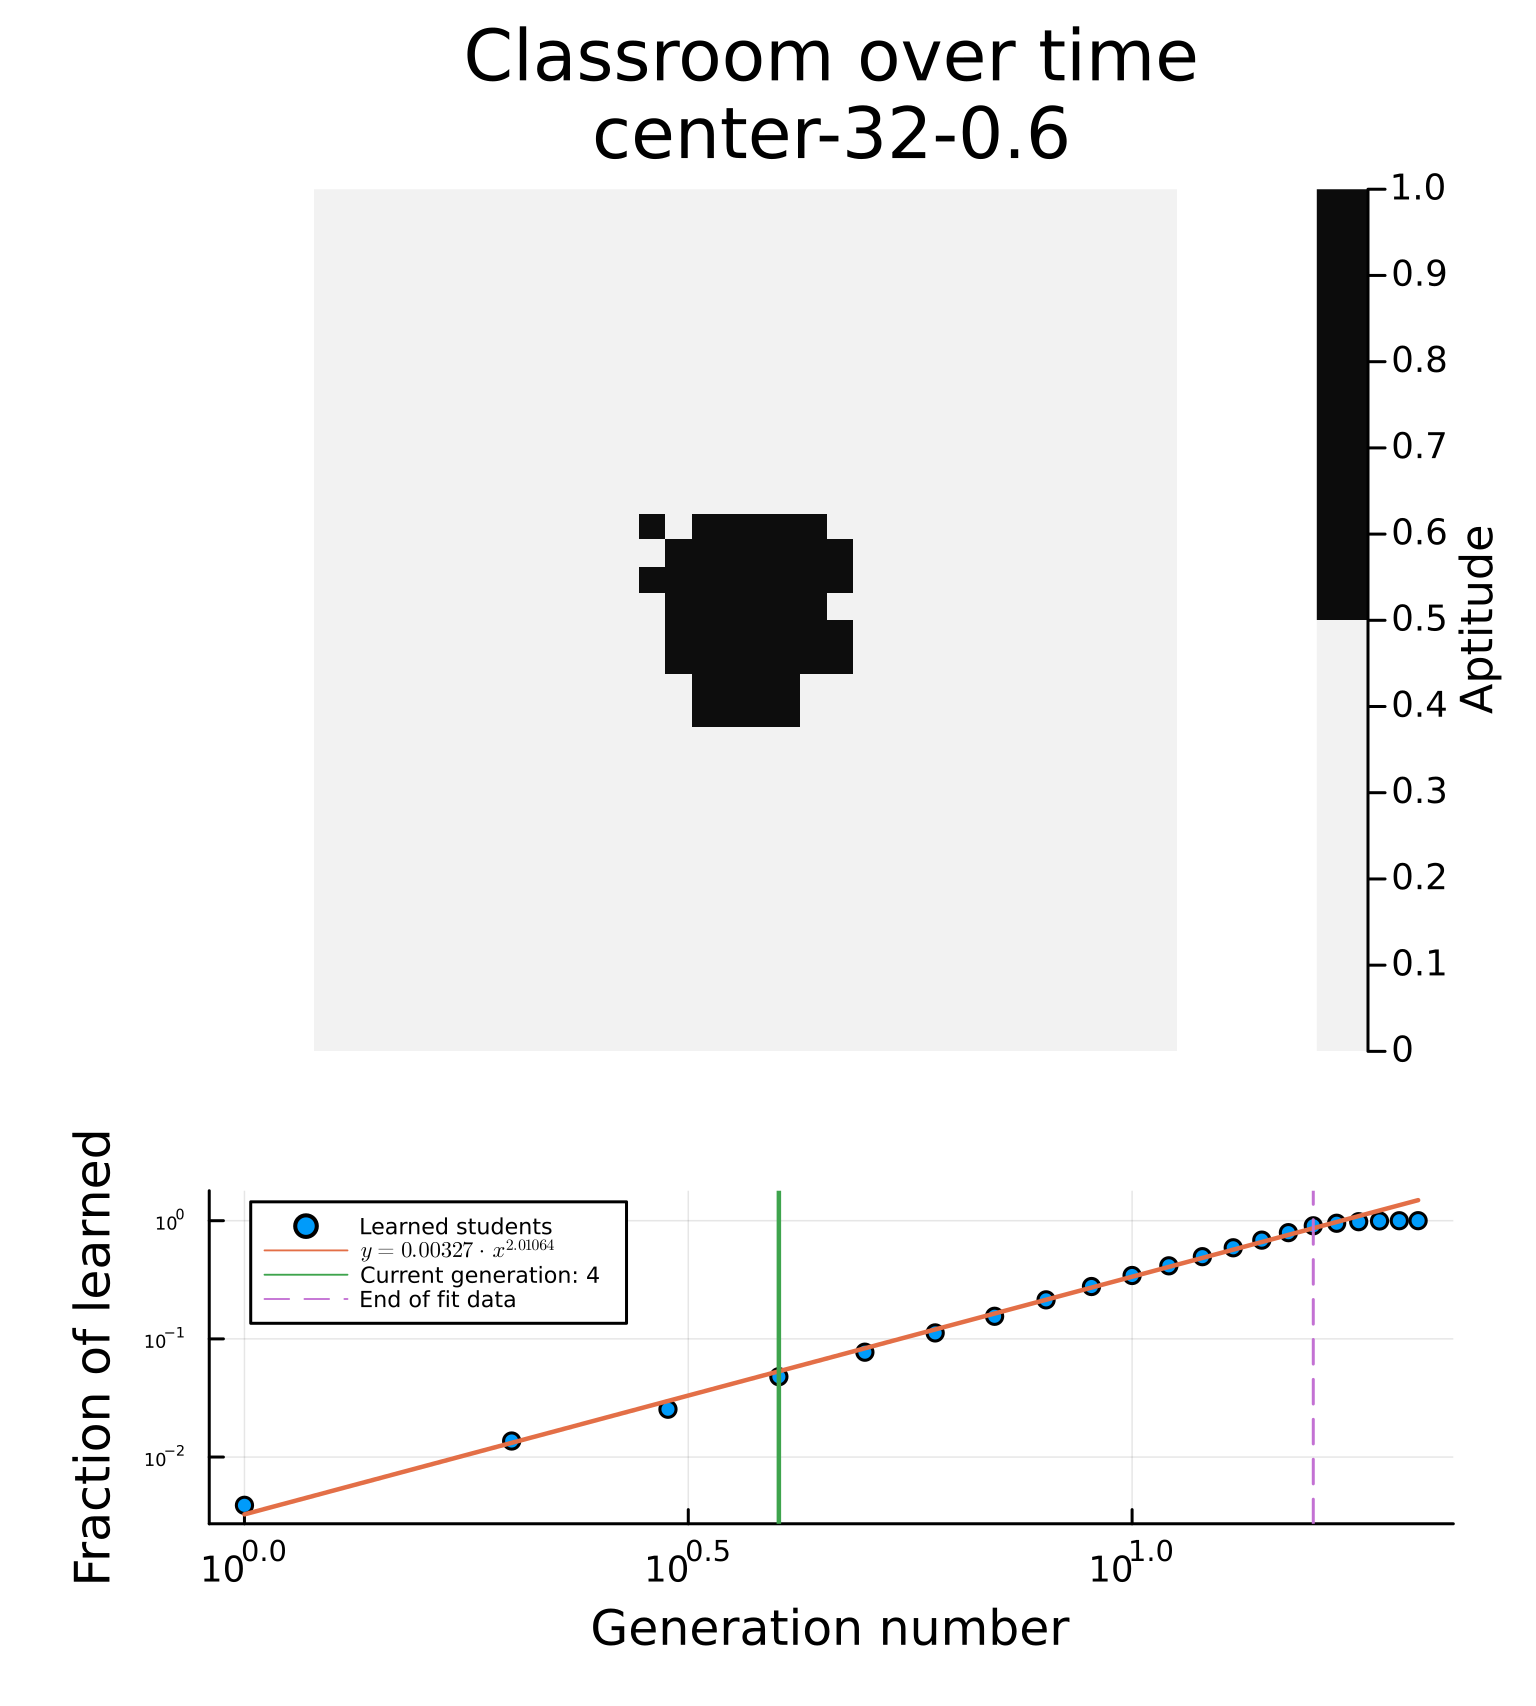 Classroom over time
center-32-0.6
1.0
0.9
0.8
0.7
0.6
0.5
0.4
0.3
0.2
0.1
0
Aptitude
Fraction of learned
10⁰
10⁻¹
10⁻²
Learned students
y = 0.00327 · x^2.01064
Current generation: 4
End of fit data
10^0.0
10^0.5
10^1.0
Generation number